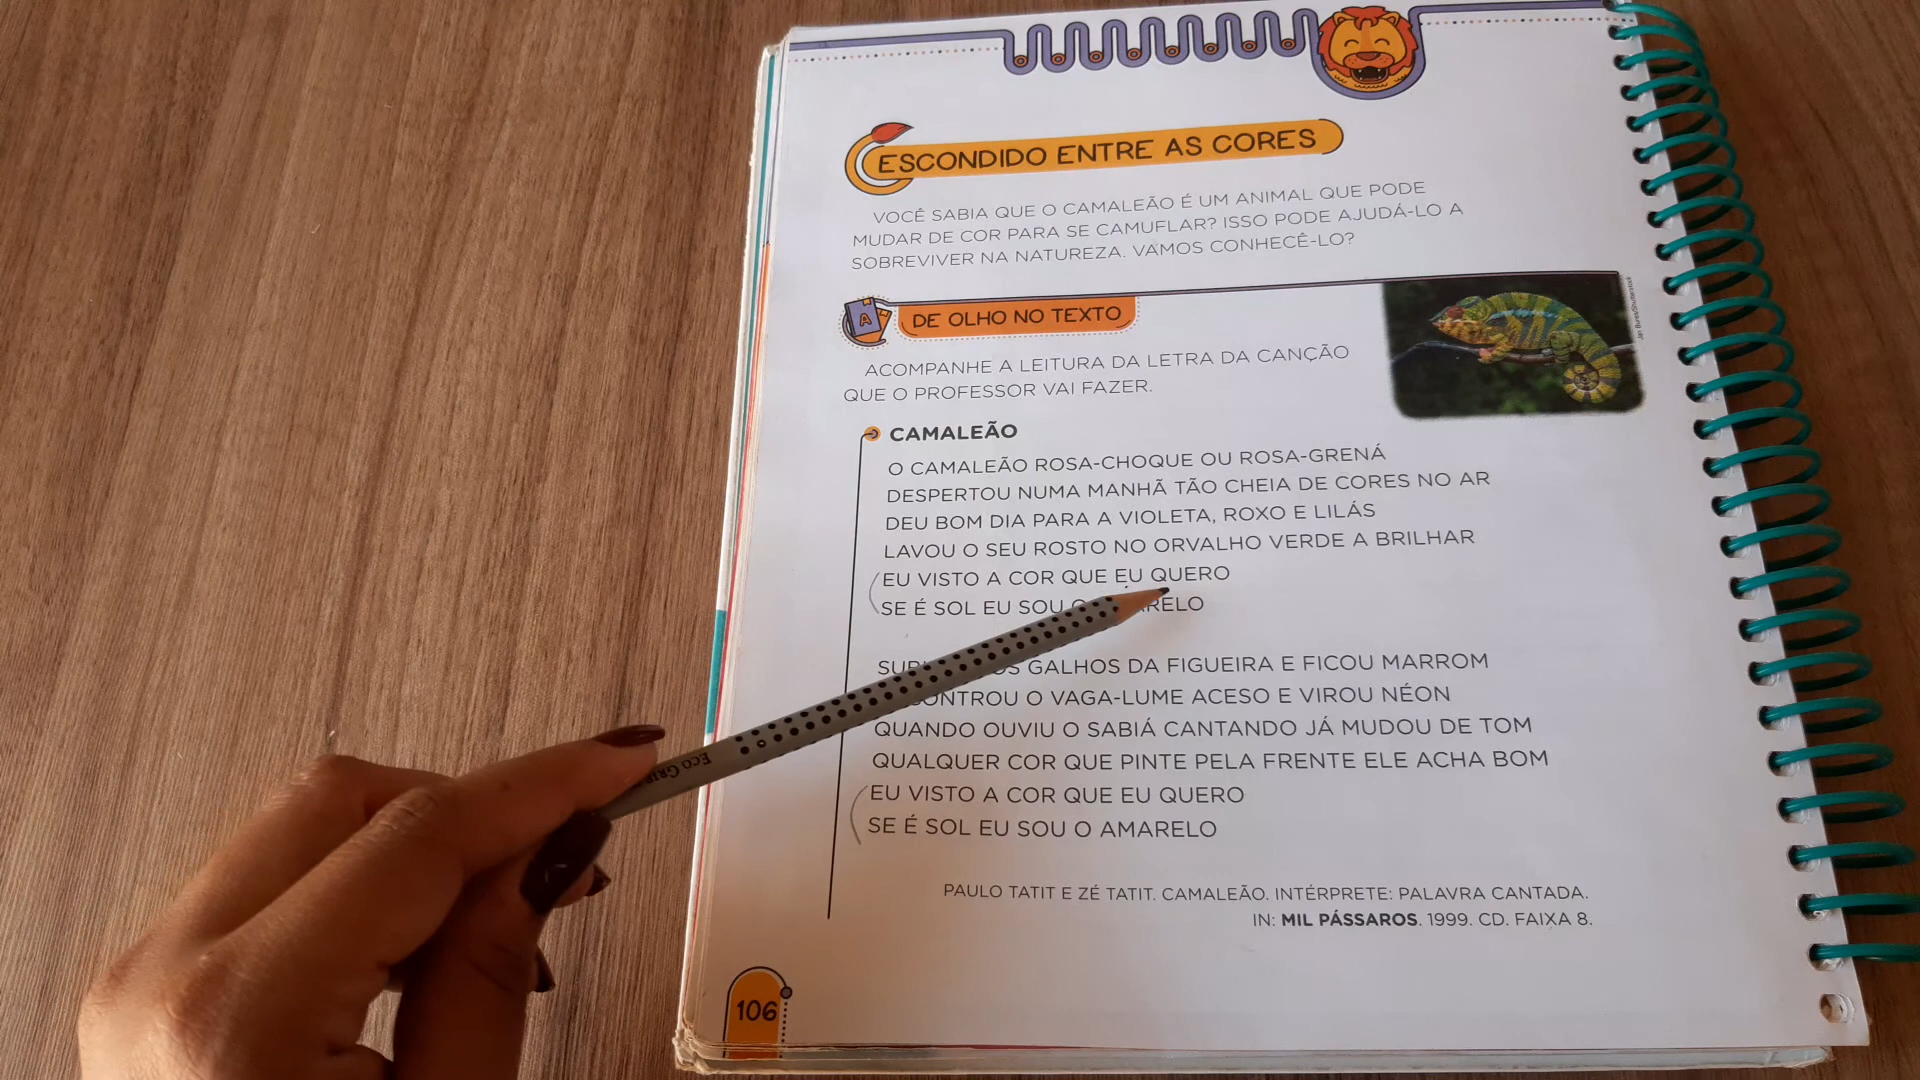 ESCONDIDO ENTRE AS CORES
VOCÊ SABIA QUE O CAMALEÃO É UM ANIMAL QUE PODE
MUDAR DE COR PARA SE CAMUFLAR? ISSO PODE AJUDÁ-LO A
SOBREVIVER NA NATUREZA. VAMOS CONHECÊ-LO?
A
DE OLHO NO TEXTO
ACOMPANHE A LEITURA DA LETRA DA CANÇÃO
QUE O PROFESSOR VAI FAZER.
CAMALEÃO
O CAMALEÃO ROSA-CHOQUE OU ROSA-GRENÁ
DESPERTOU NUMA MANHÃ TÃO CHEIA DE CORES NO AR
DEU BOM DIA PARA A VIOLETA, ROXO E LILÁS
LAVOU O SEU ROSTO NO ORVALHO VERDE A BRILHAR
EU VISTO A COR QUE EU QUERO
SE É SOL EU SOU O
GALHOS DA FIGUEIRA E FICOU MARROM
O VAGA-LUME ACESO E VIROU NÉON
QUANDO OUVIU O SABIÁ CANTANDO JÁ MUDOU DE TOM
QUALQUER COR QUE PINTE PELA FRENTE ELE ACHA BOM
EU VISTO A COR QUE EU QUERO
SE É SOL EU SOU O AMARELO
PAULO TATIT E ZÉ TATIT. CAMALEÃO. INTÉRPRETE: PALAVRA CANTADA.
IN: MIL PÁSSAROS. 1999. CD. FAIXA 8.
106
ECO GRIP